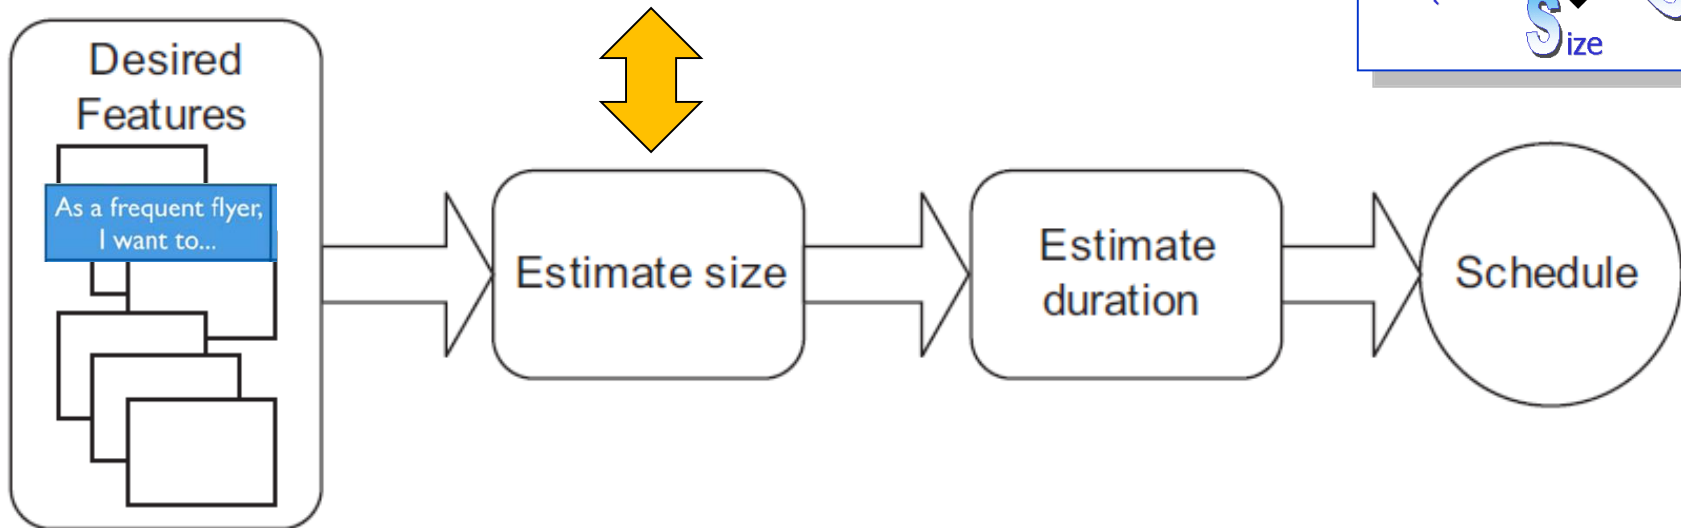 Desired
Features
As a frequent flyer,
I want to...
Estimate size
Estimate
duration
Schedule
Size